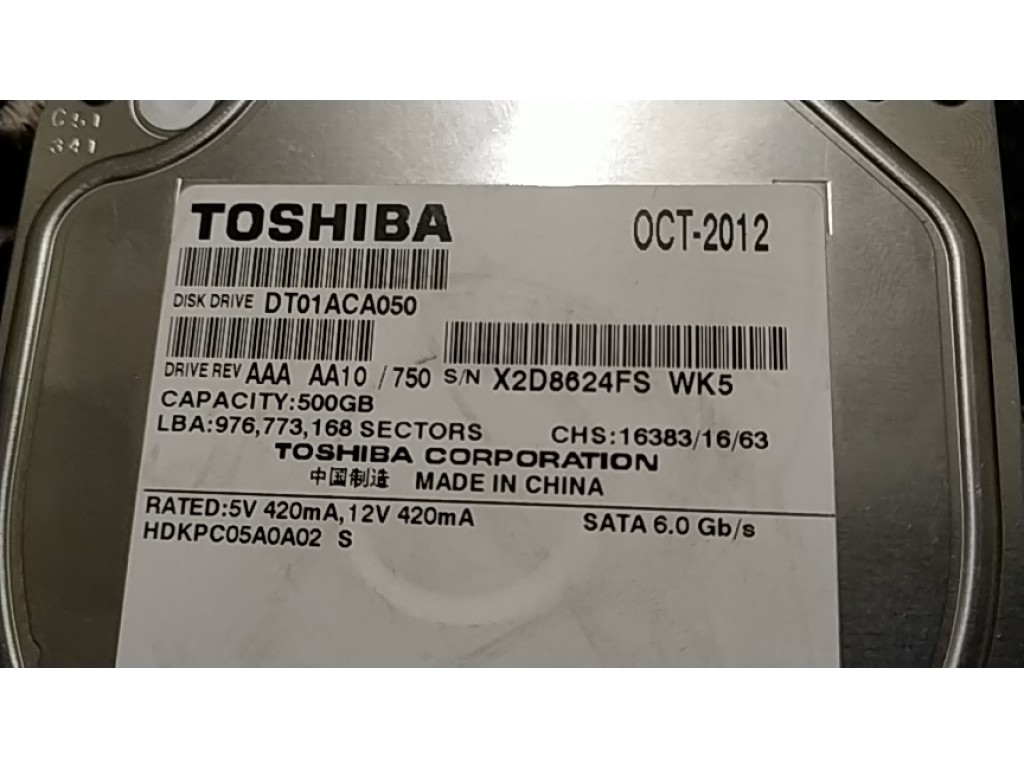 C51
341
TOSHIBA OCT-2012
DISK DRIVE DT01ACA050
DRIVE REV AAA AA10 / 750 S/N X2D8624FS WK5
CAPACITY:500GB
LBA:976,773,168 SECTORS CHS:16383/16/63
TOSHIBA CORPORATION
中国制造 MADE IN CHINA
RATED:5V 420mA,12V 420mA SATA 6.0 Gb/s
HDKPC05A0A02 S